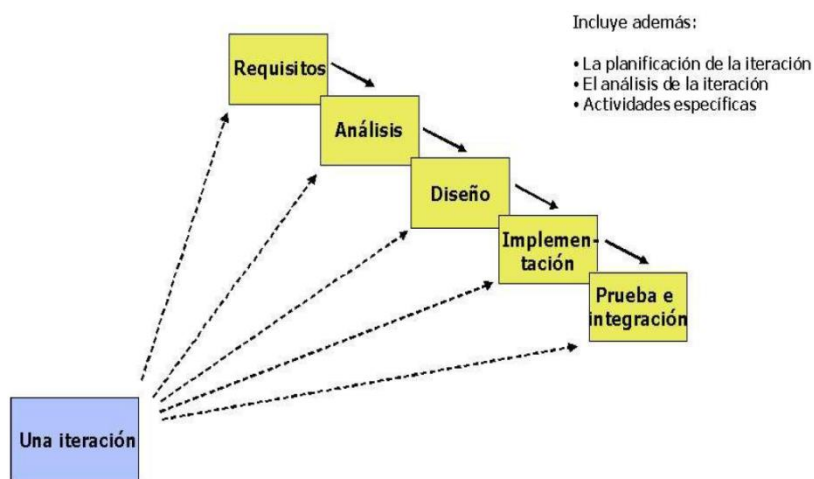 Incluye además:
• La planificación de la iteración
• El análisis de la iteración
• Actividades específicas
Requisitos
Análisis
Diseño
Implemen-
tación
Prueba e
integración
Una iteración